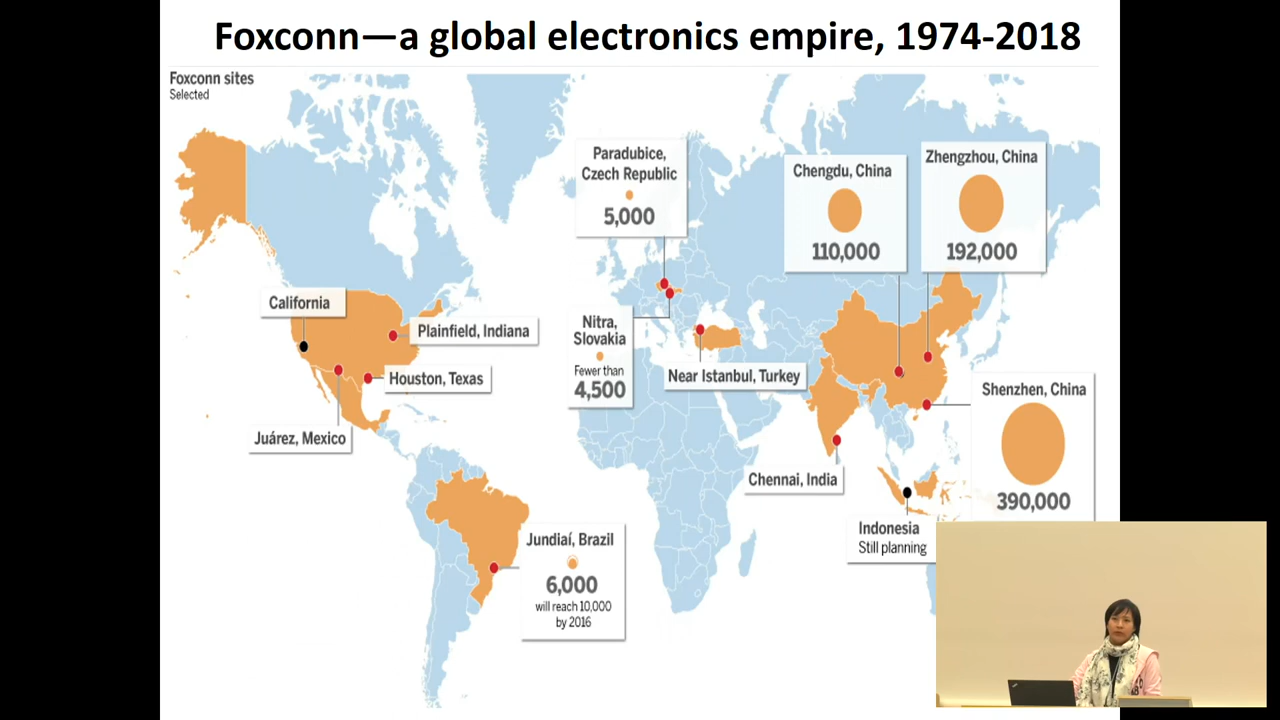 Foxconn—a global electronics empire, 1974-2018
Foxconn sites
Selected
Paradubice,
Czech Republic
5,000
Chengdu, China
110,000
Zhengzhou, China
192,000
California
Plainfield, Indiana
Houston, Texas
Juárez, Mexico
Nitra,
Slovakia
Fewer than
4,500
Near Istanbul, Turkey
Shenzhen, China
390,000
Chennai, India
Indonesia
Still planning
Jundiaí, Brazil
6,000
will reach 10,000
by 2016